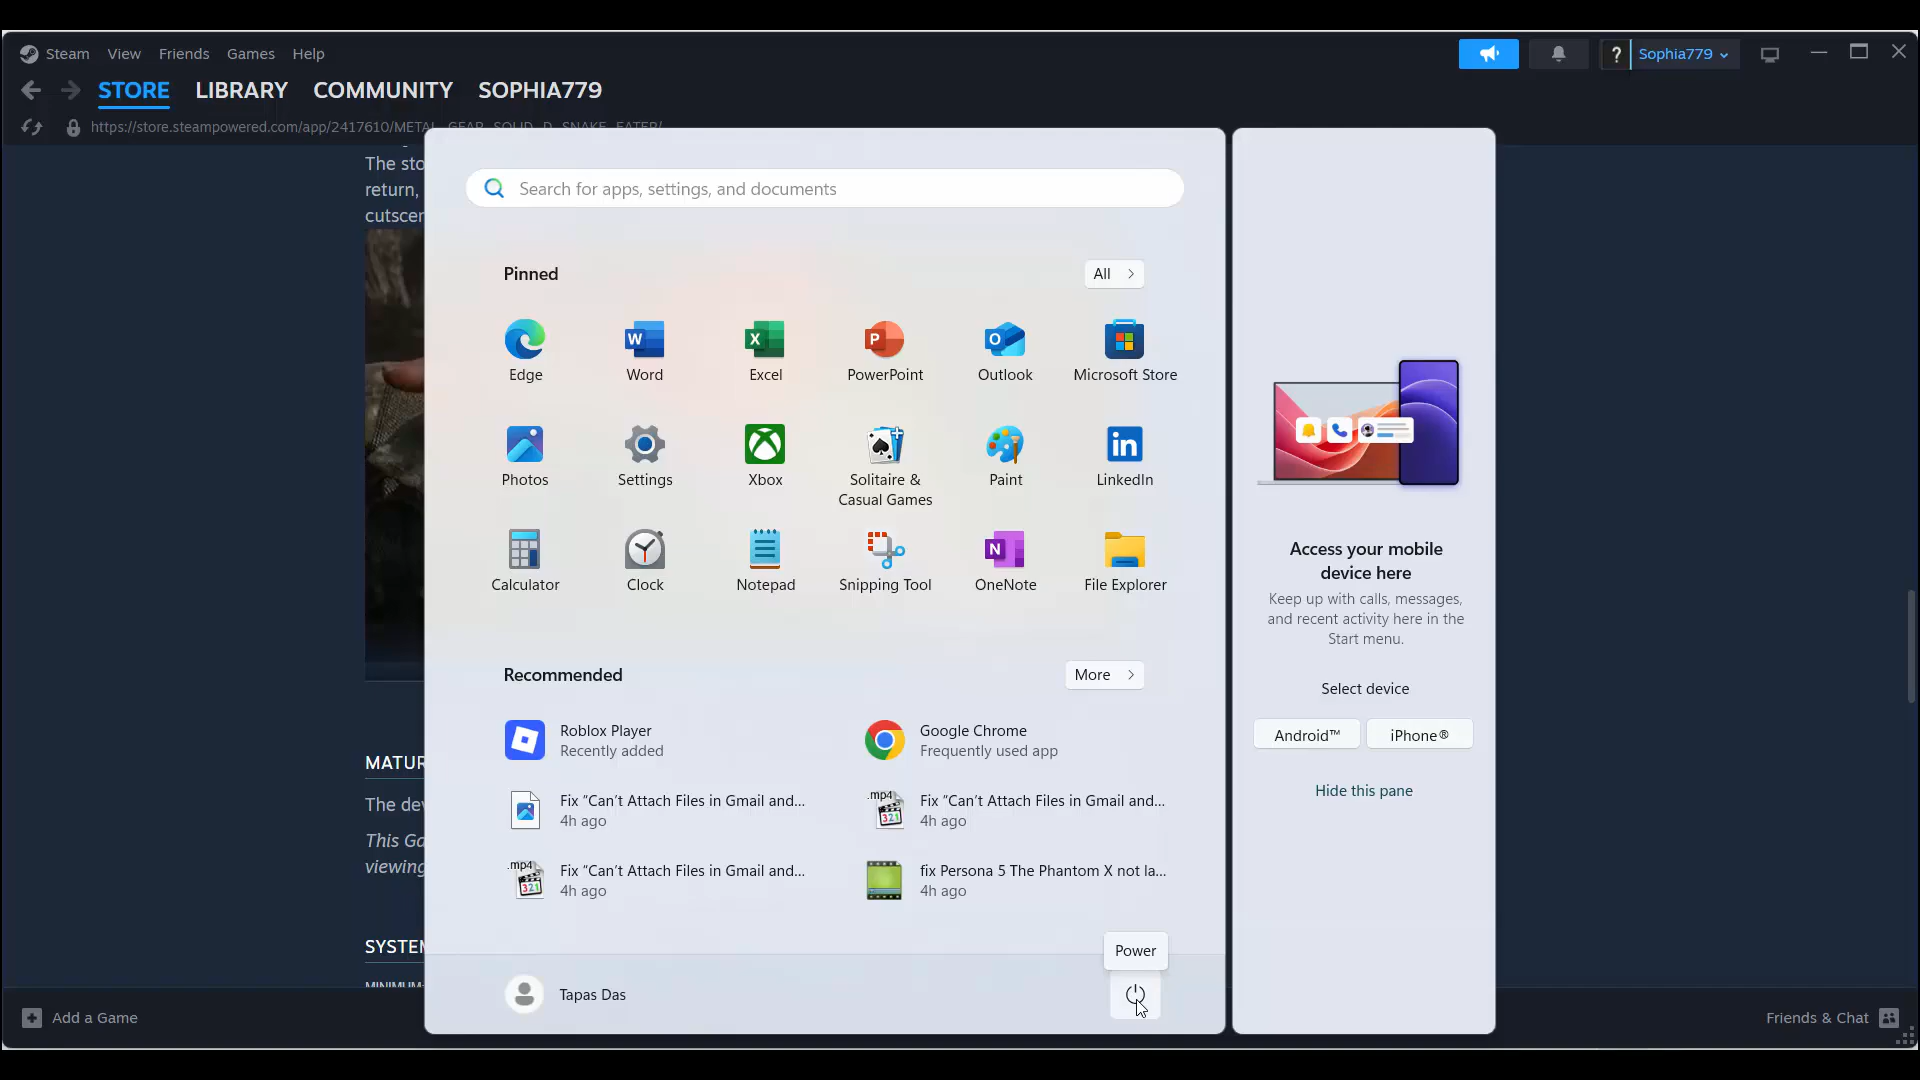 Steam View Friends Games Help
? Sophia779
STORE LIBRARY COMMUNITY SOPHIA779
https://store.steampowered.com/app/2417610/METAL_GEAR_SOLID_D_SNAKE_EATER/
The sto
return,
cutscen
Search for apps, settings, and documents
Pinned
All
Edge
Word
Excel
PowerPoint
Outlook
Microsoft Store
Photos
Settings
Xbox
Solitaire &
Casual Games
Paint
LinkedIn
Calculator
Clock
Notepad
Snipping Tool
OneNote
File Explorer
Recommended
More
Roblox Player
Recently added
Google Chrome
Frequently used app
Fix “Can’t Attach Files in Gmail and...
4h ago
.mp4
Fix “Can’t Attach Files in Gmail and...
4h ago
.mp4
Fix “Can’t Attach Files in Gmail and...
4h ago
fix Persona 5 The Phantom X not la...
4h ago
Power
Tapas Das
Access your mobile
device here
Keep up with calls, messages,
and recent activity here in the
Start menu.
Select device
Android™
iPhone®
Hide this pane
MATUR
The dev
This Ga
viewing
SYSTEM
MINIMUM:
Add a Game
Friends & Chat